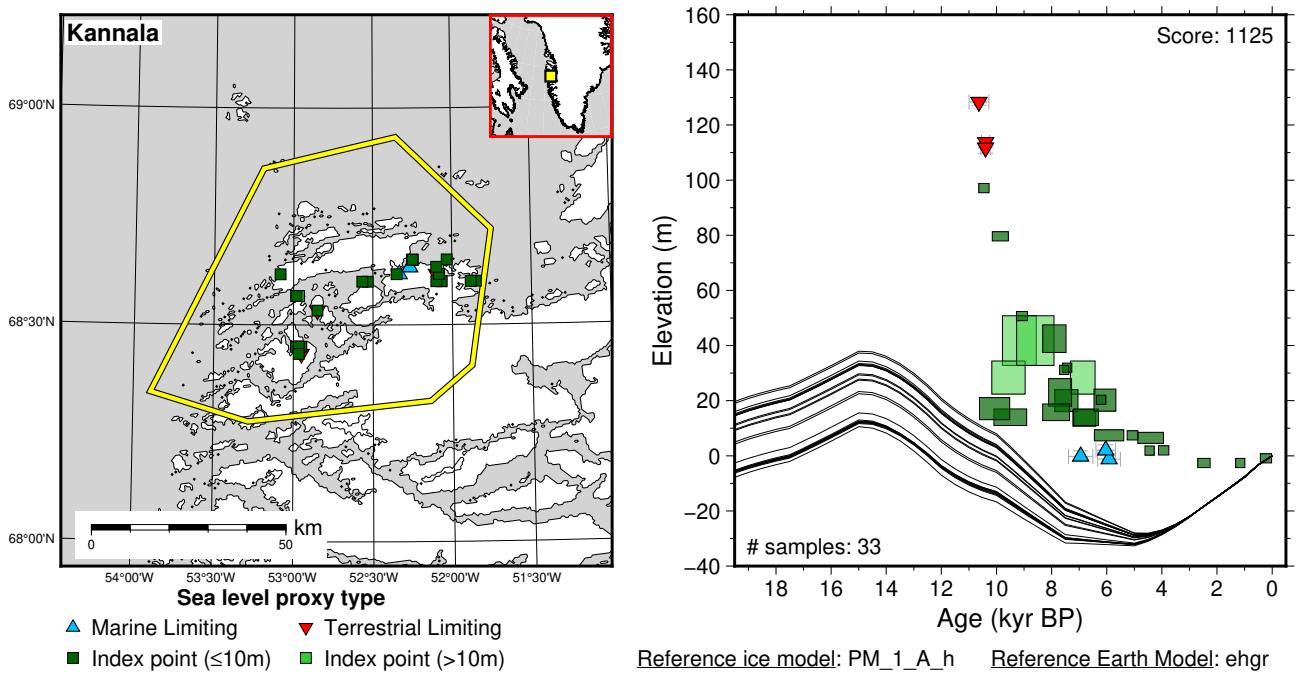 Kannala
69°00'N
68°30'N
68°00'N
54°00'W
53°30'W
53°00'W
52°30'W
52°00'W
51°30'W
km
0
50
Sea level proxy type
Marine Limiting
Terrestrial Limiting
Index point (≤10m)
Index point (>10m)
Score: 1125
Elevation (m)
160
140
120
100
80
60
40
20
0
−20
−40
# samples: 33
18
16
14
12
10
8
6
4
2
0
Age (kyr BP)
Reference ice model: PM_1_A_h
Reference Earth Model: ehgr